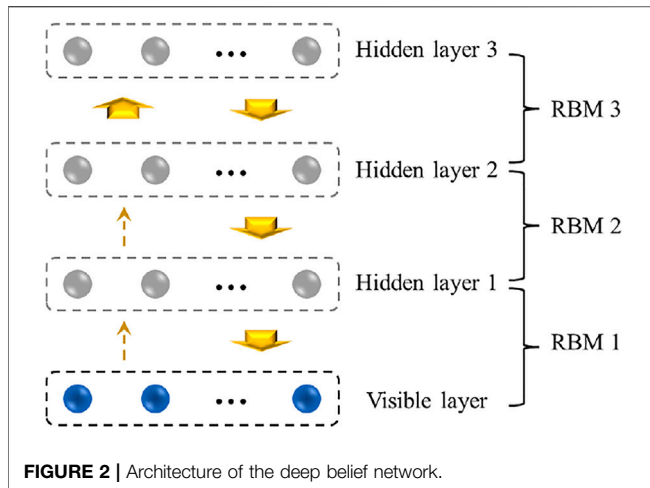 Hidden layer 3
RBM 3
Hidden layer 2
RBM 2
Hidden layer 1
RBM 1
Visible layer
FIGURE 2 | Architecture of the deep belief network.